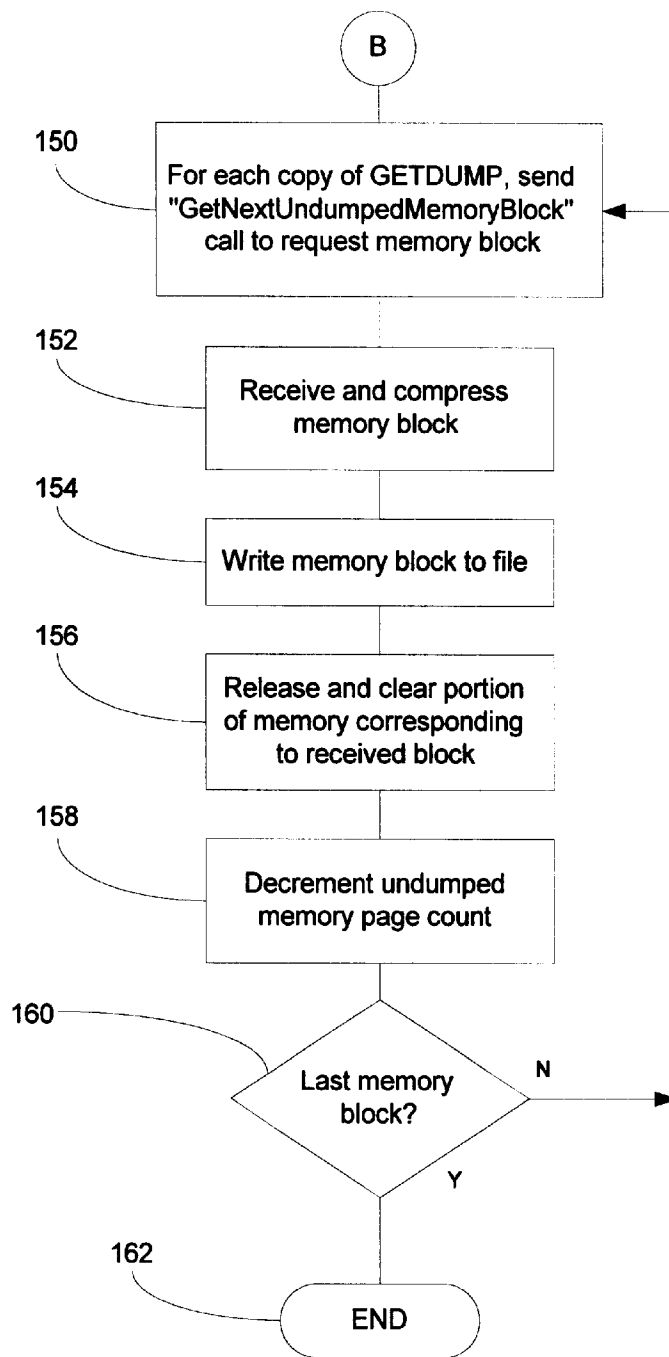 B
150
For each copy of GETDUMP, send
"GetNextUndumpedMemoryBlock"
call to request memory block
152
Receive and compress
memory block
154
Write memory block to file
156
Release and clear portion
of memory corresponding
to received block
158
Decrement undumped
memory page count
160
Last memory
block?
N
Y
162
END